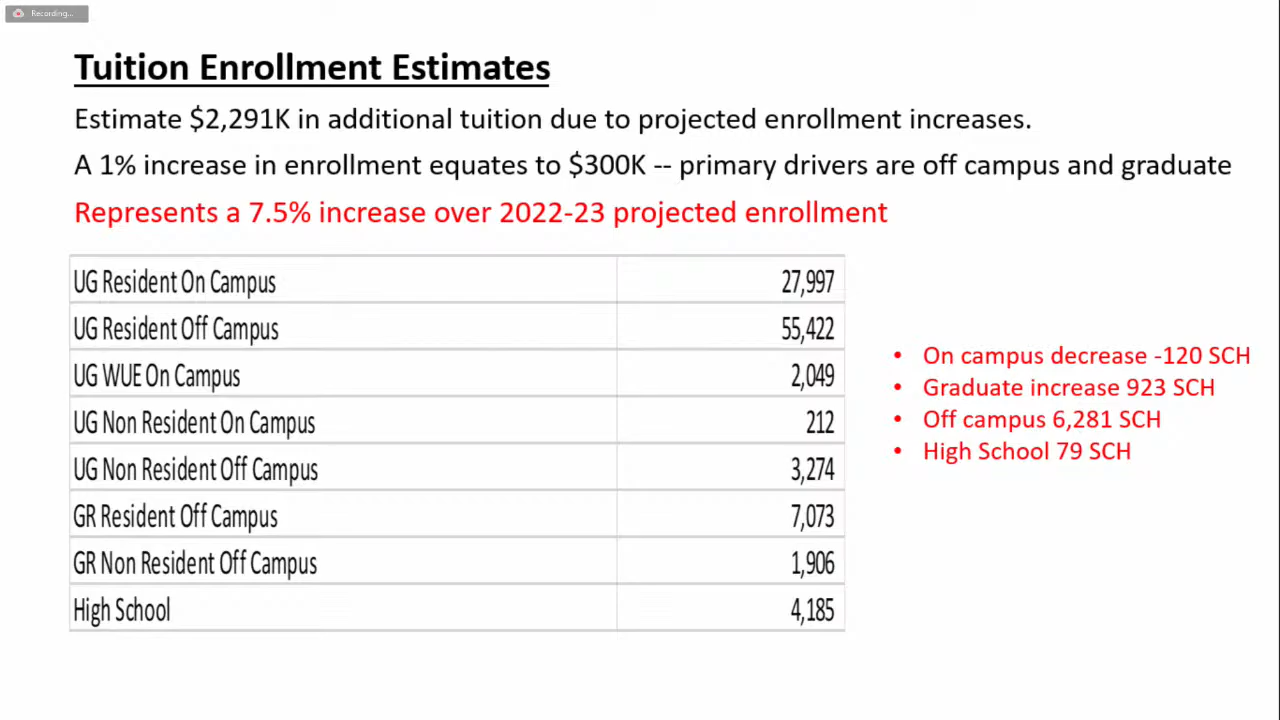 Recording...
Tuition Enrollment Estimates
Estimate $2,291K in additional tuition due to projected enrollment increases.
A 1% increase in enrollment equates to $300K -- primary drivers are off campus and graduate
Represents a 7.5% increase over 2022-23 projected enrollment
UG Resident On Campus 27,997
UG Resident Off Campus 55,422
UG WUE On Campus 2,049
UG Non Resident On Campus 212
UG Non Resident Off Campus 3,274
GR Resident Off Campus 7,073
GR Non Resident Off Campus 1,906
High School 4,185
• On campus decrease -120 SCH
• Graduate increase 923 SCH
• Off campus 6,281 SCH
• High School 79 SCH